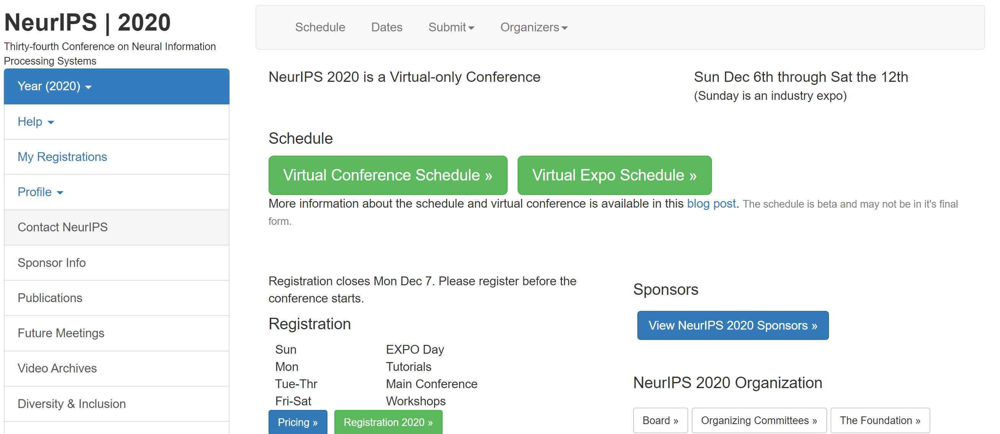 NeurIPS | 2020
Thirty-fourth Conference on Neural Information
Processing Systems
Year (2020)
Help
My Registrations
Profile
Contact NeurIPS
Sponsor Info
Publications
Future Meetings
Video Archives
Diversity & Inclusion
Schedule Dates Submit Organizers
NeurIPS 2020 is a Virtual-only Conference
Sun Dec 6th through Sat the 12th
(Sunday is an industry expo)
Schedule
Virtual Conference Schedule » Virtual Expo Schedule »
More information about the schedule and virtual conference is available in this blog post. The schedule is beta and may not be in it's final
form.
Registration closes Mon Dec 7. Please register before the
conference starts.
Registration
Sun EXPO Day
Mon Tutorials
Tue-Thr Main Conference
Fri-Sat Workshops
Pricing » Registration 2020 »
Sponsors
View NeurIPS 2020 Sponsors »
NeurIPS 2020 Organization
Board » Organizing Committees » The Foundation »